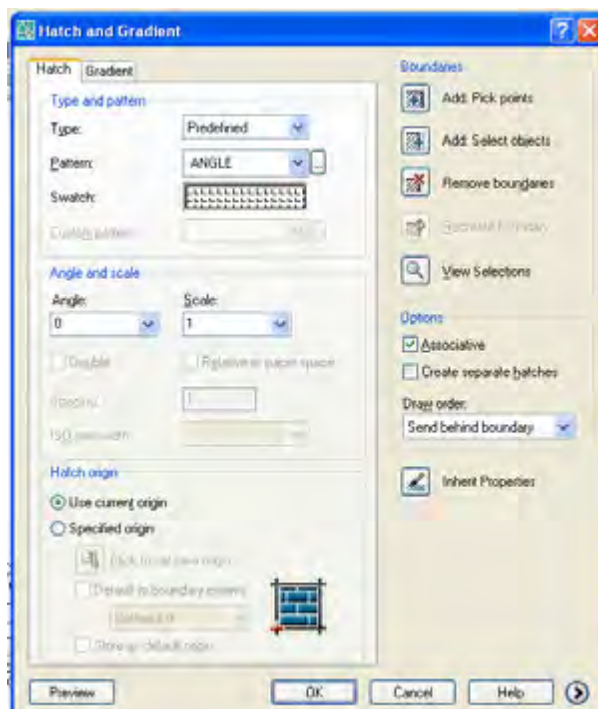 Hatch and Gradient
Hatch
Gradient
Type and pattern
Type:
Predefined
Pattern:
ANGLE
...
Swatch:
Custom pattern:
Angle and scale
Angle:
Scale:
0
1
Double
Relative to paper space
Spacing:
1
ISO pen width:
Hatch origin
Use current origin
Specified origin
Click to set new origin
Default to boundary extents
Store as default origin
Preview
OK
Cancel
Help
Boundaries
Add: Pick points
Add: Select objects
Remove boundaries
Recreate boundary
View Selections
Options
Associative
Create separate hatches
Draw order:
Send behind boundary
Inherit Properties